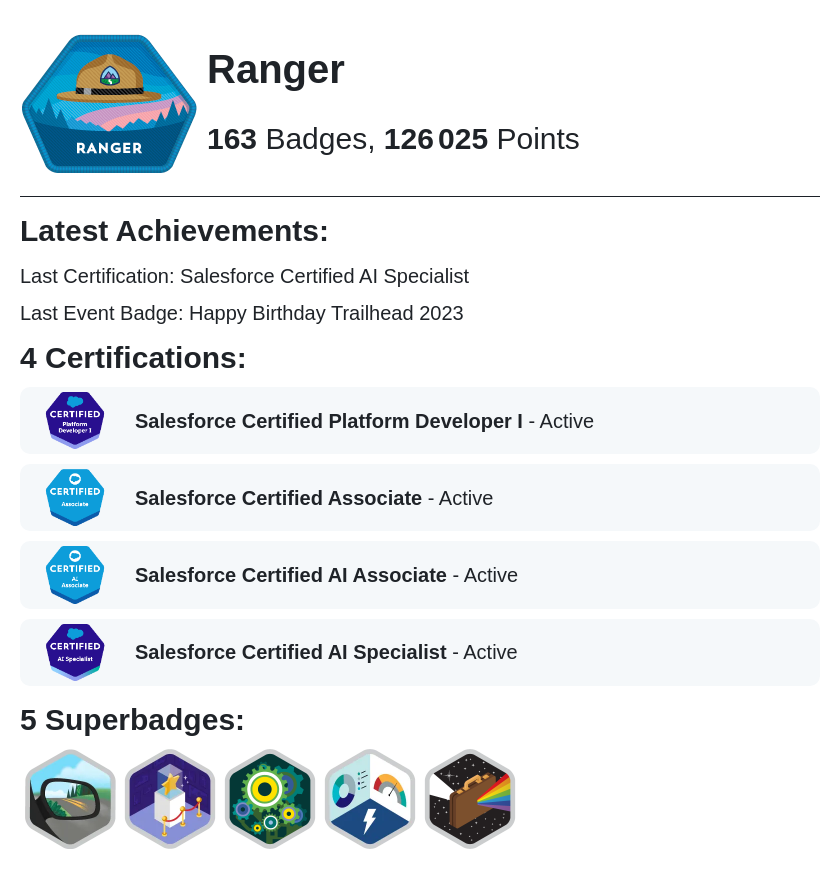 RANGER
Ranger
163 Badges, 126 025 Points
Latest Achievements:
Last Certification: Salesforce Certified AI Specialist
Last Event Badge: Happy Birthday Trailhead 2023
4 Certifications:
CERTIFIED
Platform
Developer I
Salesforce Certified Platform Developer I - Active
CERTIFIED
Associate
Salesforce Certified Associate - Active
CERTIFIED
AI
Associate
Salesforce Certified AI Associate - Active
CERTIFIED
AI Specialist
Salesforce Certified AI Specialist - Active
5 Superbadges: